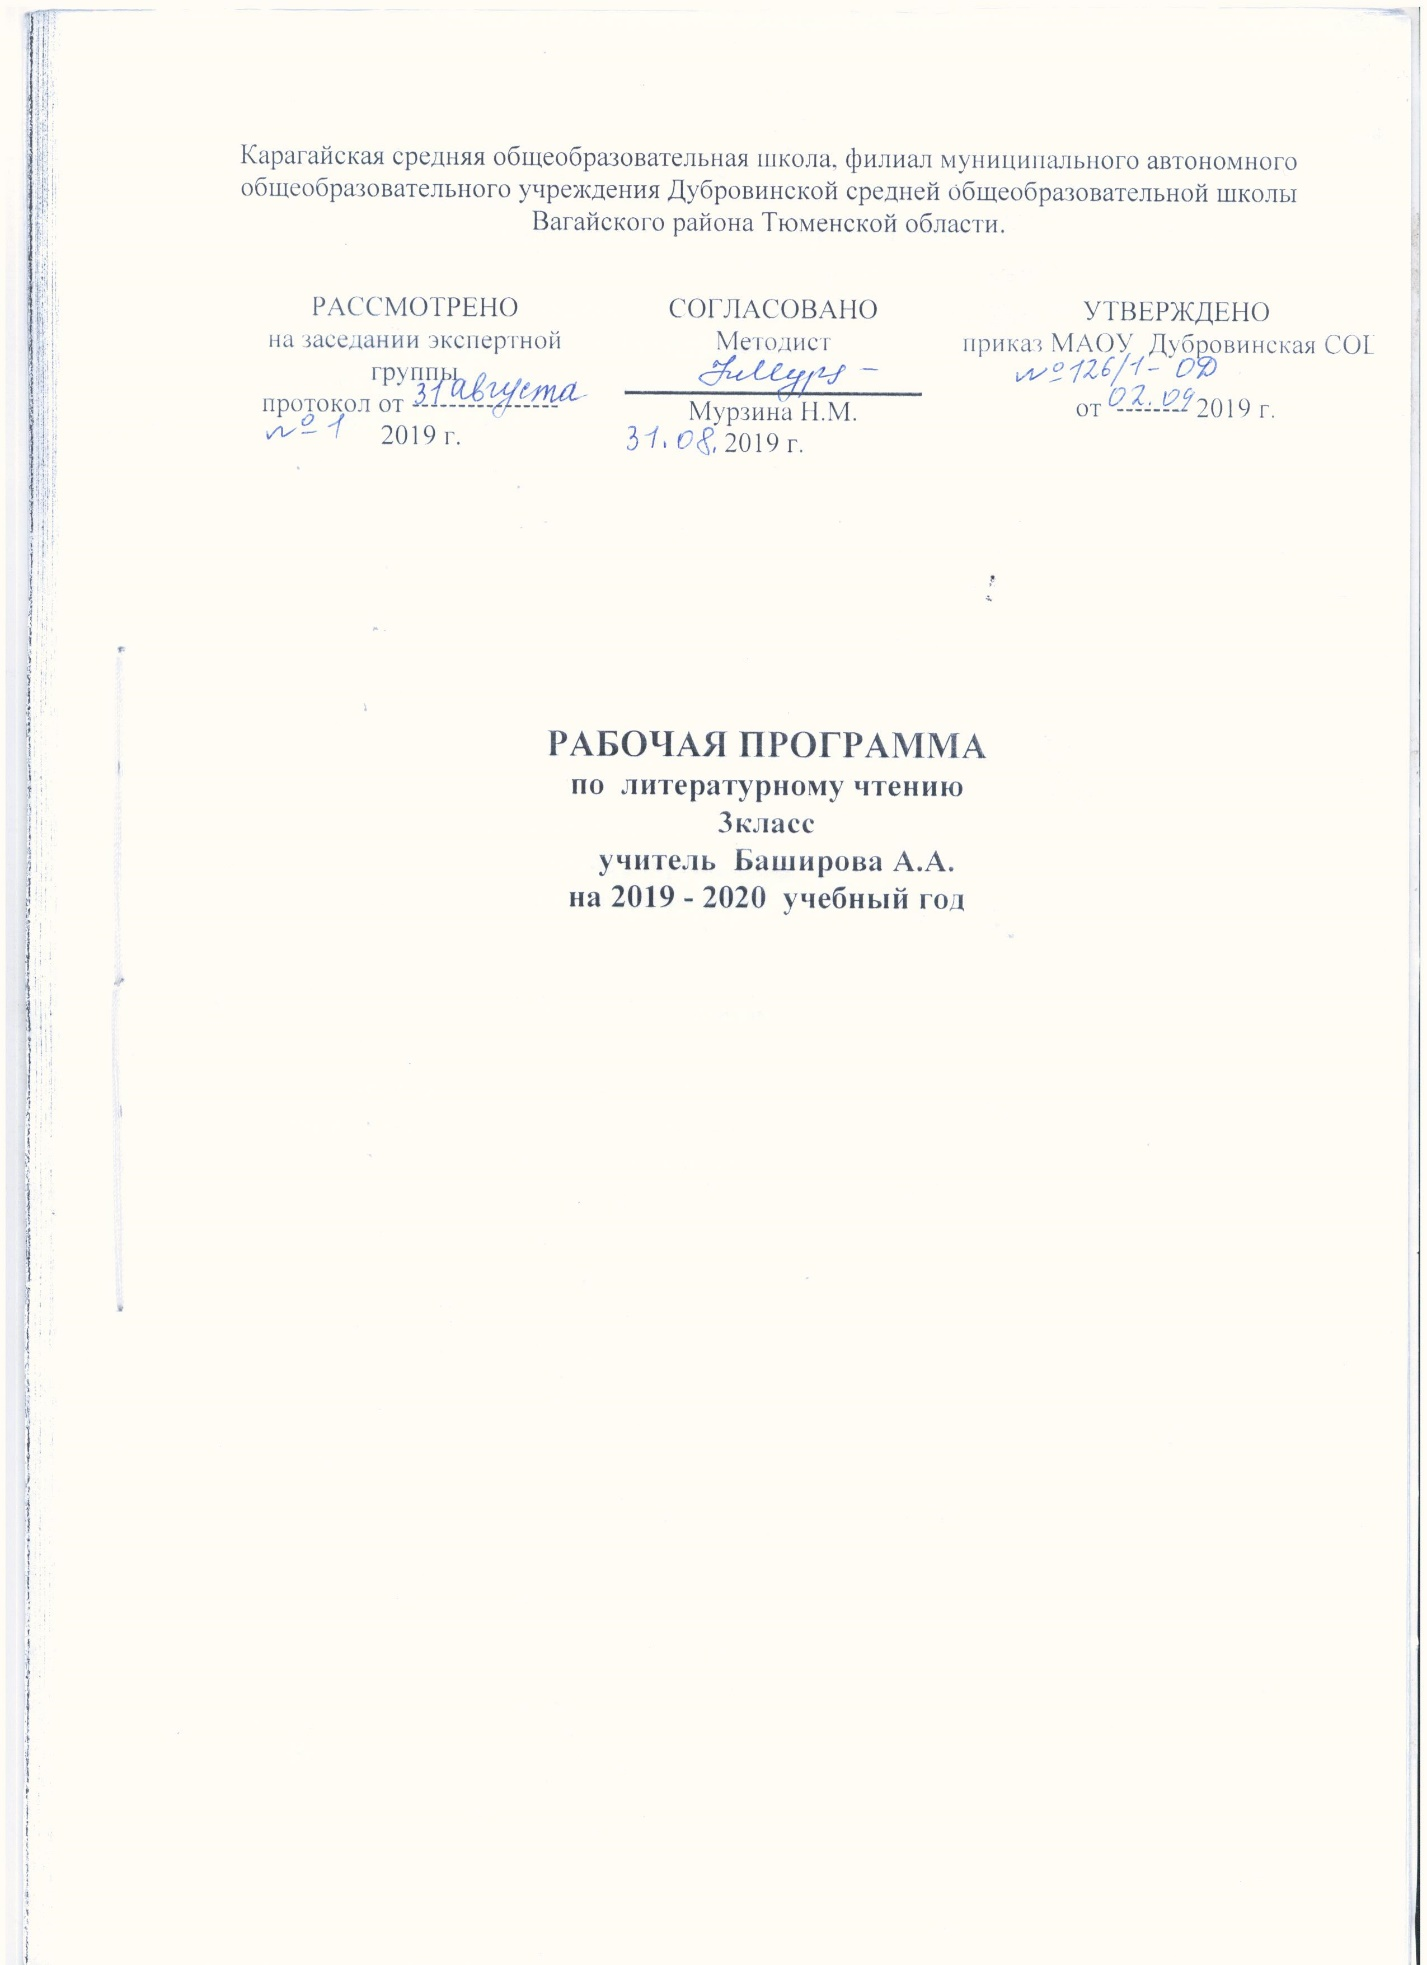 Карагайская средняя общеобразовательная школа, филиал муниципального автономного
общеобразовательного учреждения Дубровинской средней общеобразовательной школы
Вагайского района Тюменской области.
РАССМОТРЕНО
на заседании экспертной
группы
протокол от 31 августа
№ 1 2019 г.
СОГЛАСОВАНО
Методист
Мурзина Н.М.
31.08. 2019 г.
УТВЕРЖДЕНО
приказ МАОУ Дубровинская СОШ
№ 126/1 - ОД
от 02.09 2019 г.
РАБОЧАЯ ПРОГРАММА
по литературному чтению
3класс
учитель Баширова А.А.
на 2019 - 2020 учебный год